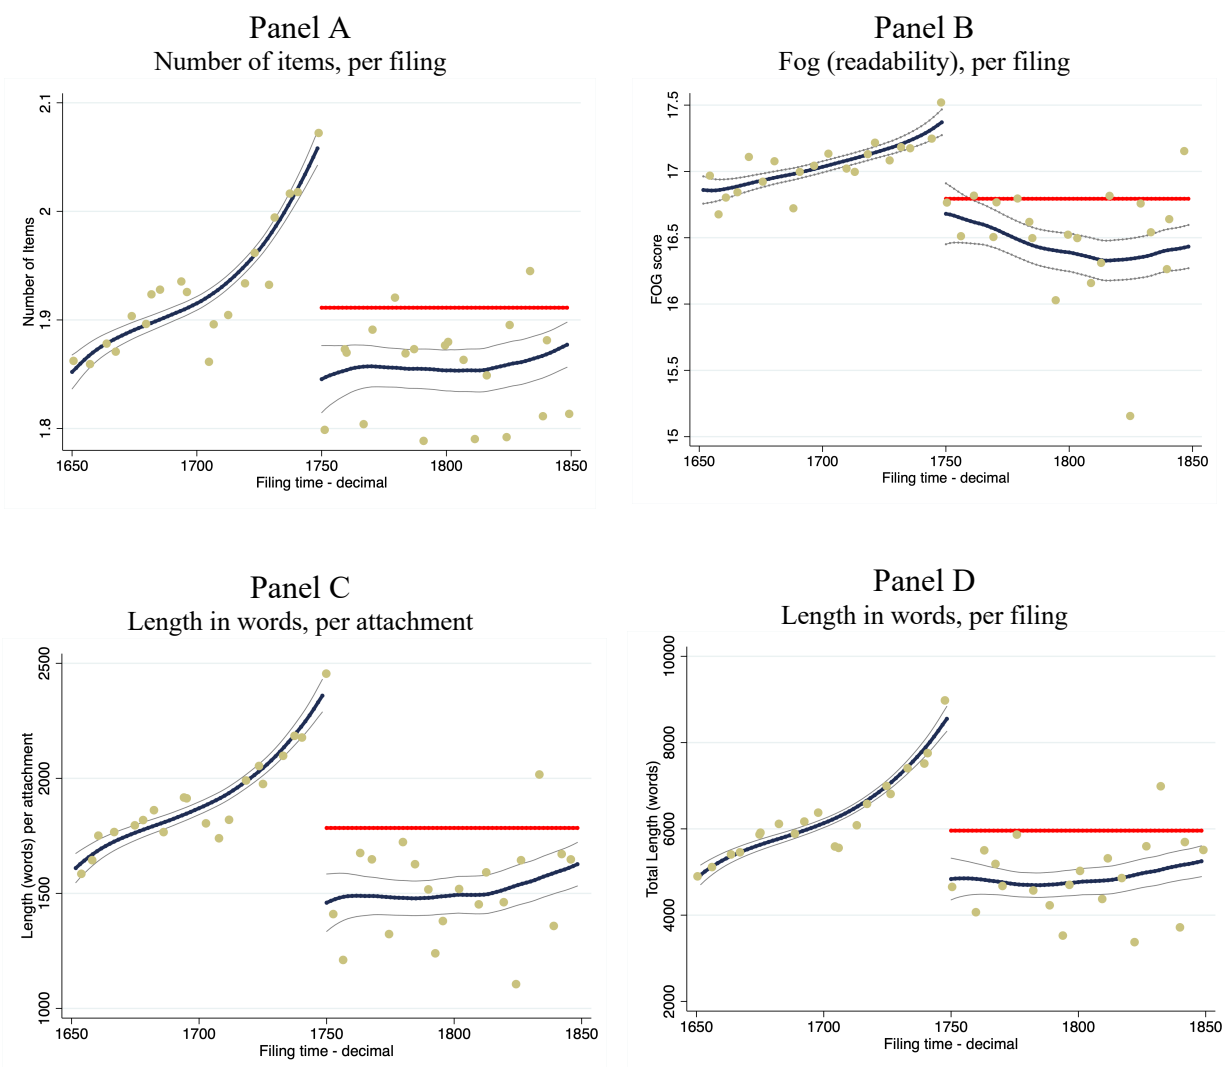 Panel A
Number of items, per filing
2.1
2
1.9
1.8
Number of Items
1650
1700
1750
1800
1850
Filing time - decimal
Panel B
Fog (readability), per filing
17.5
17
16.5
16
15.5
15
FOG score
1650
1700
1750
1800
1850
Filing time - decimal
Panel C
Length in words, per attachment
2500
2000
1500
1000
Length (words) per attachment
1650
1700
1750
1800
1850
Filing time - decimal
Panel D
Length in words, per filing
10000
8000
6000
4000
2000
Total Length (words)
1650
1700
1750
1800
1850
Filing time - decimal